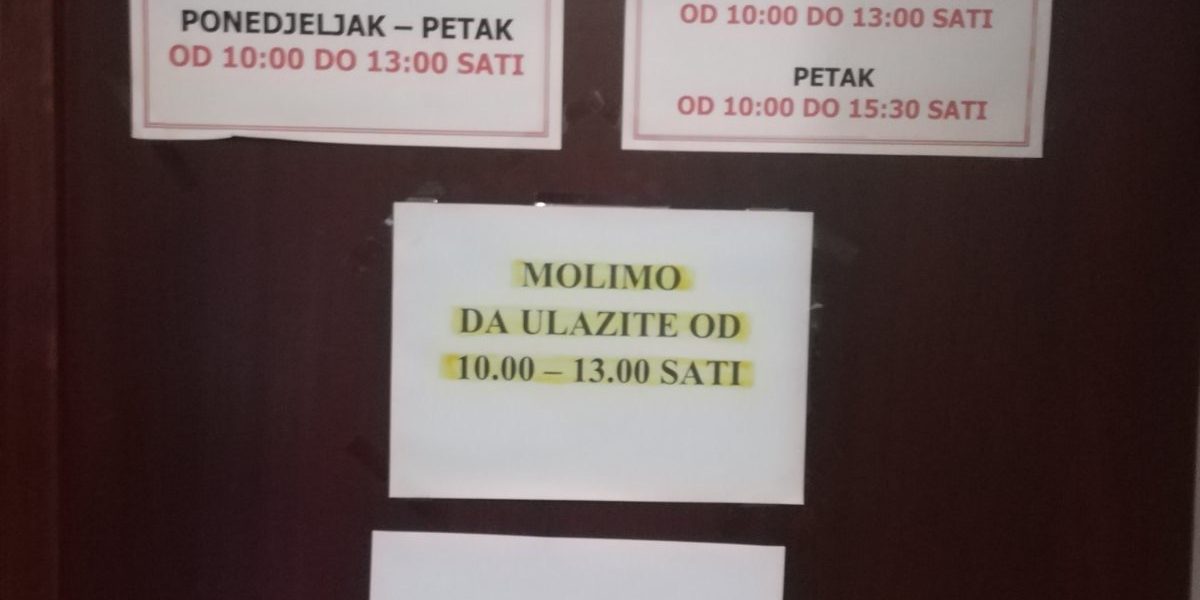 PONEDJELJAK – PETAK
OD 10:00 DO 13:00 SATI
OD 10:00 DO 13:00 SATI
PETAK
OD 10:00 DO 15:30 SATI
MOLIMO
DA ULAZITE OD
10.00 – 13.00 SATI